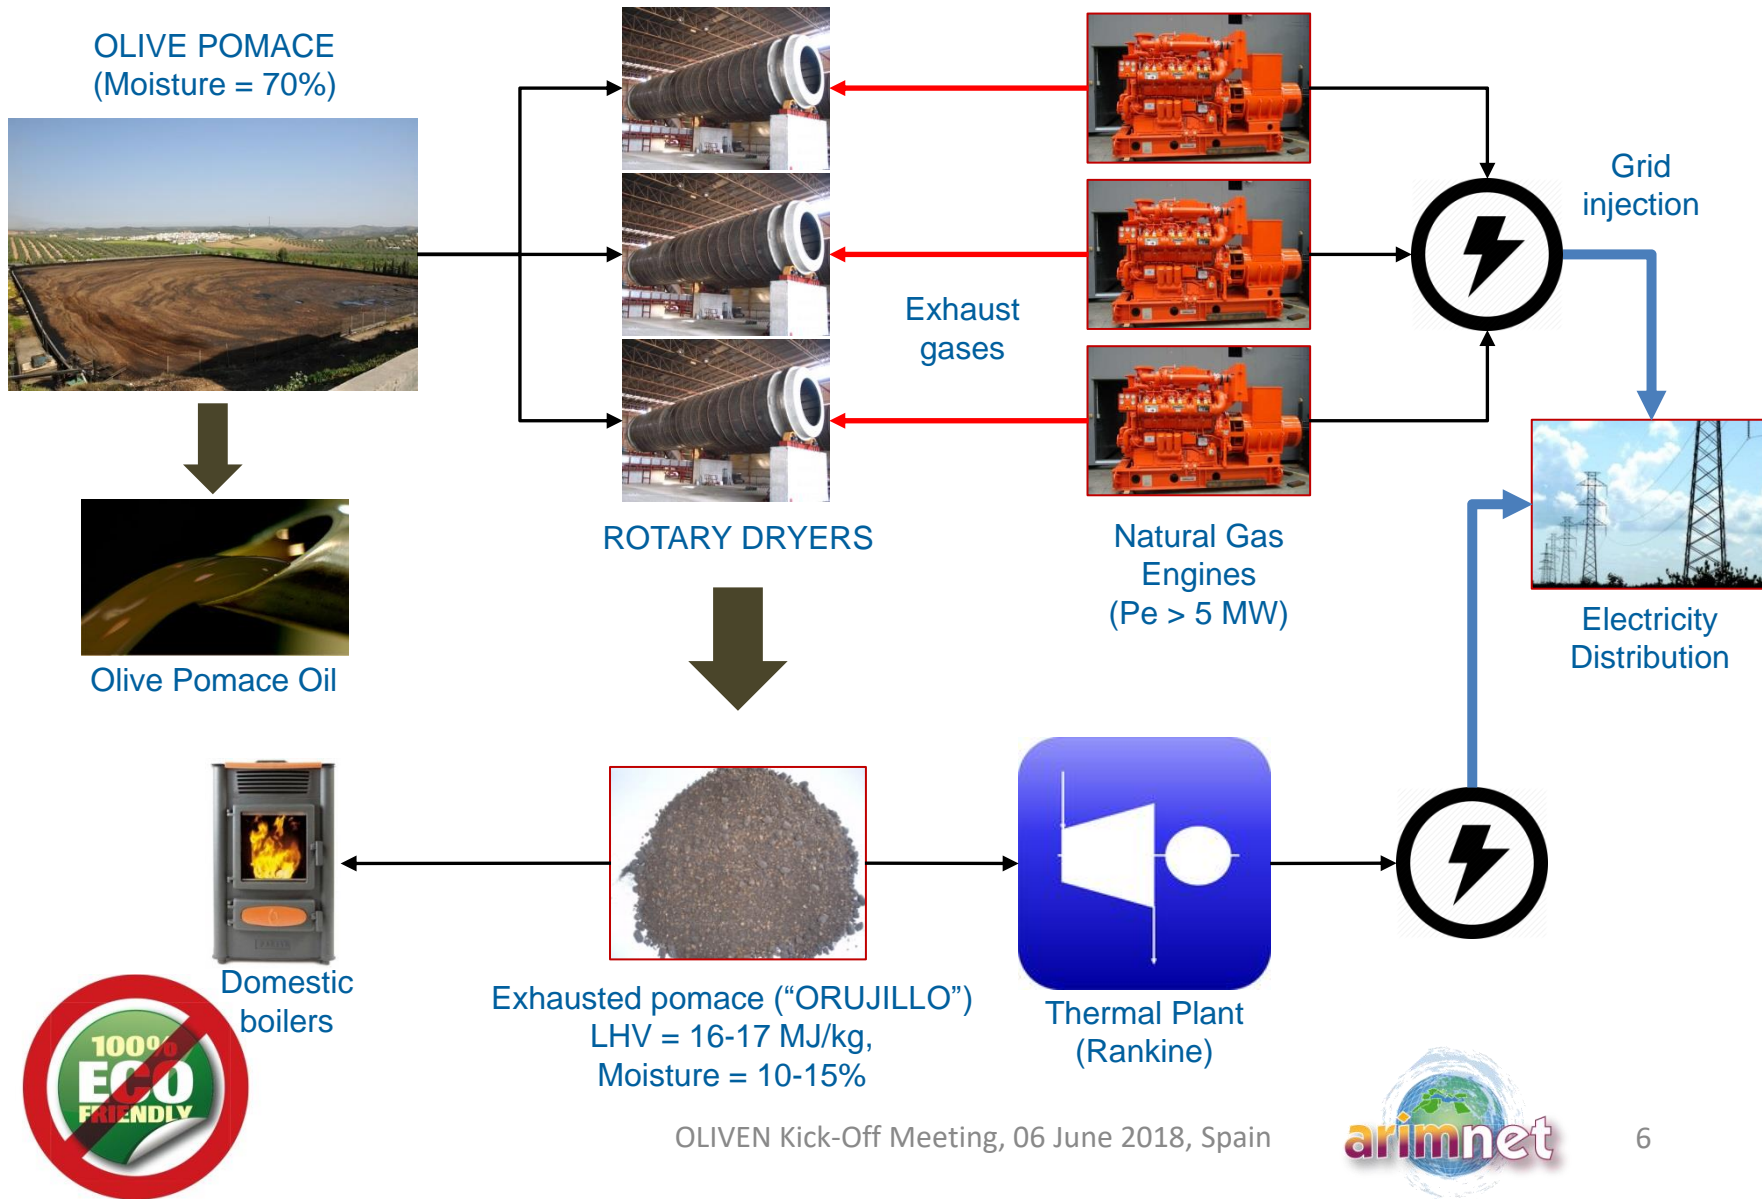 OLIVE POMACE
(Moisture = 70%)
Grid
injection
Exhaust
gases
ROTARY DRYERS
Natural Gas
Engines
(Pe > 5 MW)
Electricity
Distribution
Olive Pomace Oil
Domestic
boilers
Exhausted pomace (“ORUJILLO”)
LHV = 16-17 MJ/kg,
Moisture = 10-15%
Thermal Plant
(Rankine)
100%
ECO
FRIENDLY
OLIVEN Kick-Off Meeting, 06 June 2018, Spain
arimnet
6